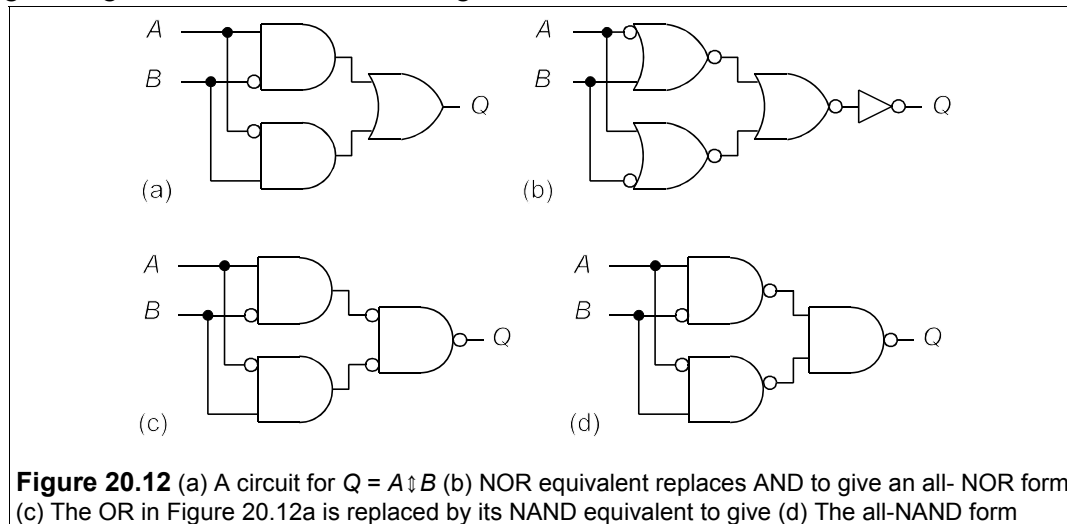 A
B
Q
(a)
A
B
Q
(b)
A
B
Q
(c)
A
B
Q
(d)
Figure 20.12 (a) A circuit for Q = A⇕B (b) NOR equivalent replaces AND to give an all- NOR form
(c) The OR in Figure 20.12a is replaced by its NAND equivalent to give (d) The all-NAND form